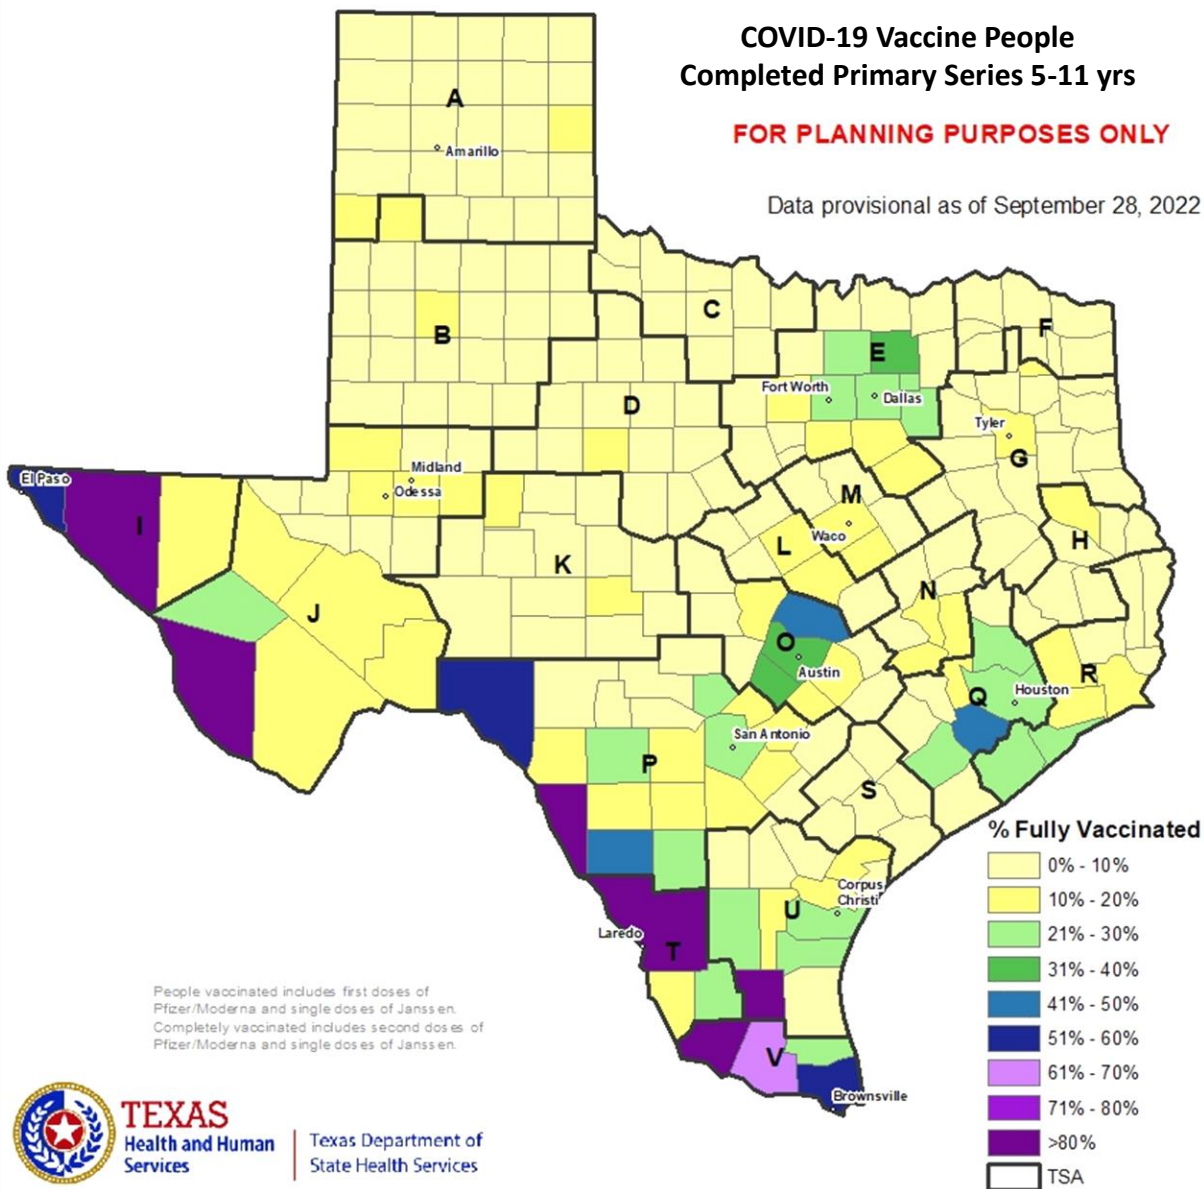 COVID-19 Vaccine People
Completed Primary Series 5-11 yrs
FOR PLANNING PURPOSES ONLY
Data provisional as of September 28, 2022
A
Amarillo
B
C
F
E
Fort Worth
Dallas
D
Tyler
G
Midland
Odessa
El Paso
I
M
Waco
L
H
K
J
N
O
Austin
R
Q
Houston
San Antonio
P
S
Corpus
Christi
U
Laredo
T
V
Brownsville
% Fully Vaccinated
0% - 10%
10% - 20%
21% - 30%
31% - 40%
41% - 50%
51% - 60%
61% - 70%
71% - 80%
>80%
TSA
People vaccinated includes first doses of
Pfizer/Moderna and single doses of Janssen.
Completely vaccinated includes second doses of
Pfizer/Moderna and single doses of Janssen.
TEXAS
Health and Human
Services
Texas Department of
State Health Services